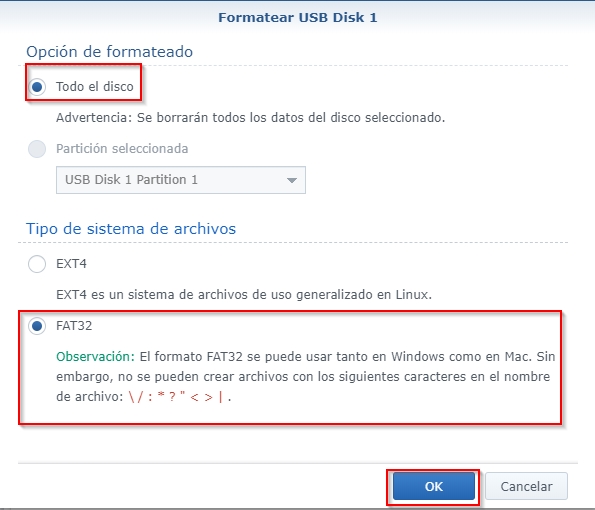 Formatear USB Disk 1
Opción de formateado
Todo el disco
Advertencia: Se borrarán todos los datos del disco seleccionado.
Partición seleccionada
USB Disk 1 Partition 1
Tipo de sistema de archivos
EXT4
EXT4 es un sistema de archivos de uso generalizado en Linux.
FAT32
Observación: El formato FAT32 se puede usar tanto en Windows como en Mac. Sin
embargo, no se pueden crear archivos con los siguientes caracteres en el nombre
de archivo: \ / : * ? " < > | .
OK Cancelar